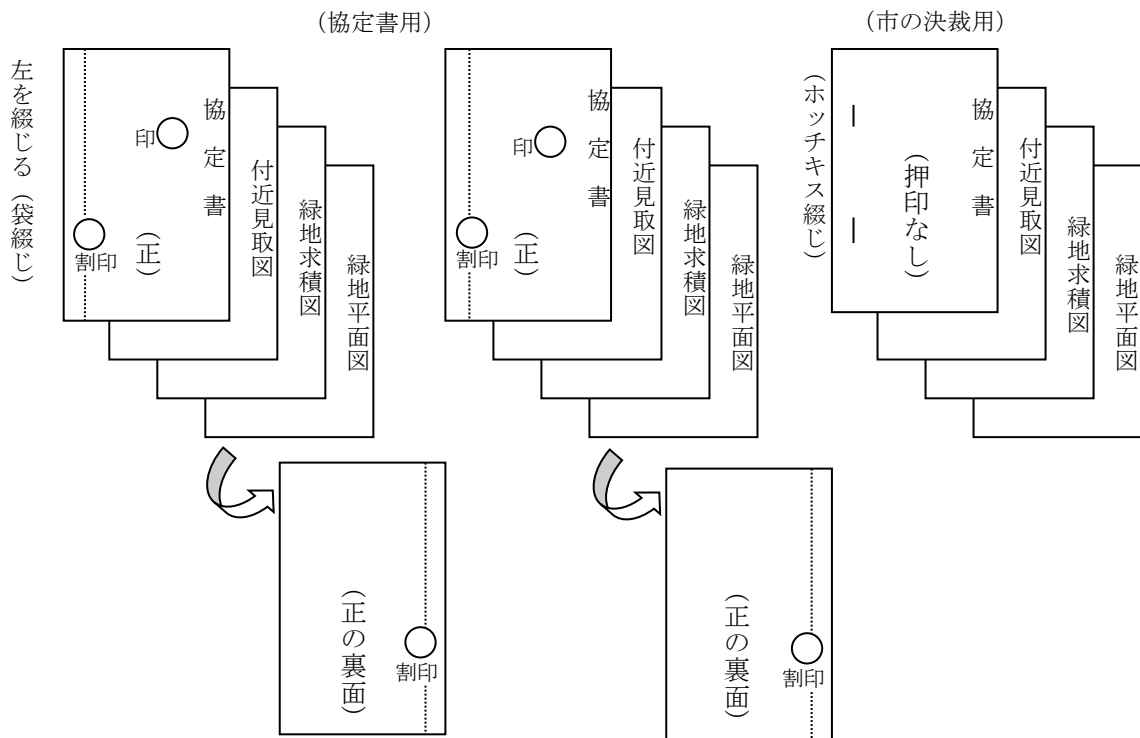 （協定書用）
（市の決裁用）
左を綴じる（袋綴じ）
協定書
印
（正）
割印
付近見取図
緑地求積図
緑地平面図
協定書
印
（正）
割印
付近見取図
緑地求積図
緑地平面図
（ホッチキス綴じ）
協定書
（押印なし）
付近見取図
緑地求積図
緑地平面図
（正の裏面）
割印
（正の裏面）
割印